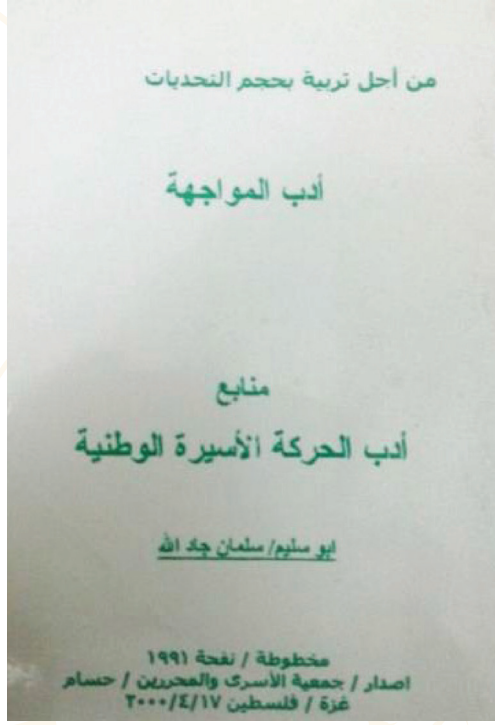 من أجل تربية بحجم التحديات
أدب المواجهة
منابع
أدب الحركة الأسيرة الوطنية
ابو سليم/ سلمان جاد الله
مخطوطة / نفحة ١٩٩١
اصدار / جمعية الأسرى والمحررين / حسام
غزة / فلسطين ٢٠٠٠/٤/١٧